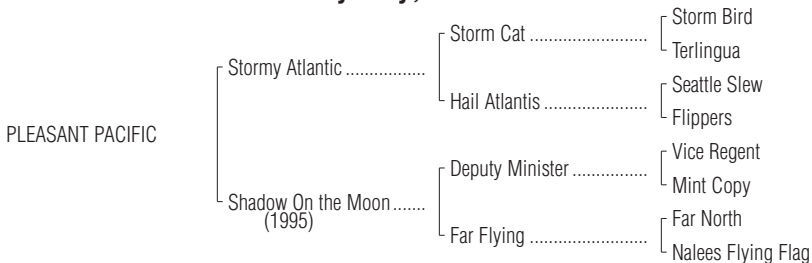 Storm Bird
Storm Cat ........................
Terlingua
Stormy Atlantic .................
Seattle Slew
Hail Atlantis .....................
Flippers
PLEASANT PACIFIC
Vice Regent
Deputy Minister ...............
Mint Copy
Shadow On the Moon.......
(1995)
Far North
Far Flying ........................
Nalees Flying Flag